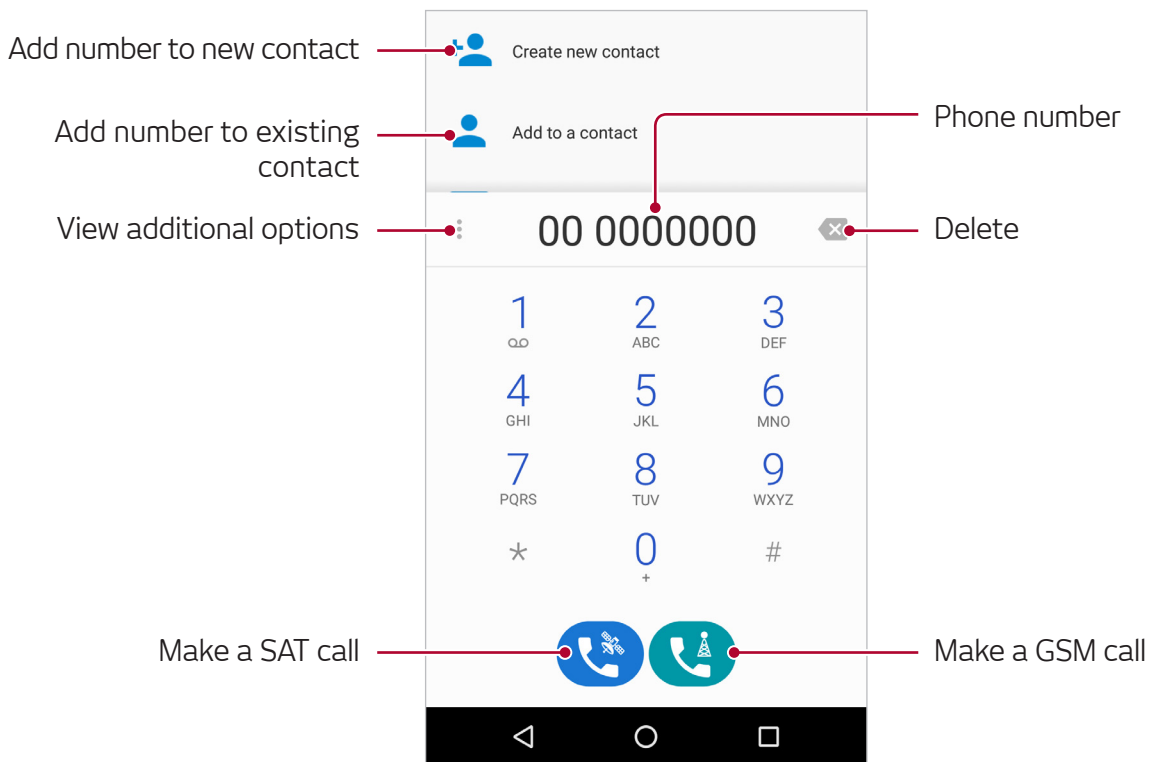 Add number to new contact
Create new contact
Phone number
Add number to existing
contact
Add to a contact
View additional options
00 0000000
Delete
1
2
ABC
3
DEF
4
GHI
5
JKL
6
MNO
7
PQRS
8
TUV
9
WXYZ
*
0
+
#
Make a SAT call
Make a GSM call